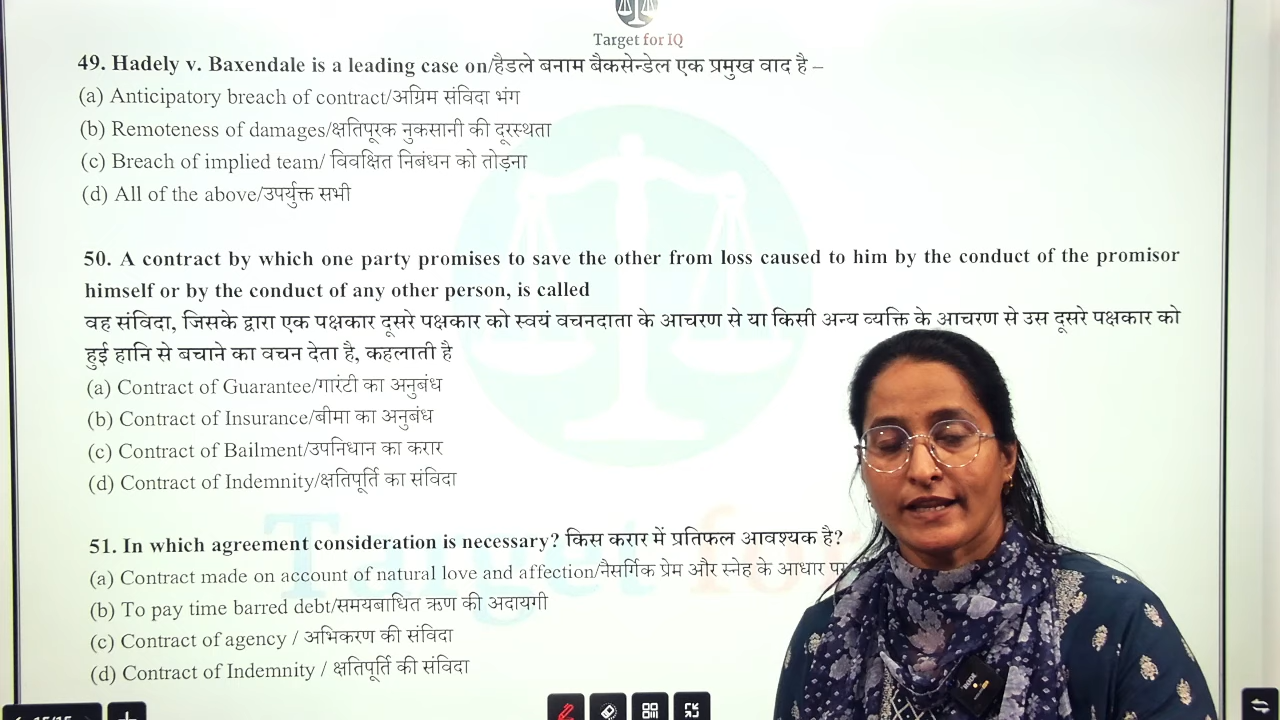 Target for IQ
49. Hadely v. Baxendale is a leading case on/हैडले बनाम बैकसेन्डेल एक प्रमुख वाद है –
(a) Anticipatory breach of contract/अग्रिम संविदा भंग
(b) Remoteness of damages/क्षतिपूरक नुकसानी की दूरस्थता
(c) Breach of implied team/ विवक्षित निबंधन को तोड़ना
(d) All of the above/उपर्युक्त सभी
50. A contract by which one party promises to save the other from loss caused to him by the conduct of the promisor
himself or by the conduct of any other person, is called
वह संविदा, जिसके द्वारा एक पक्षकार दूसरे पक्षकार को स्वयं वचनदाता के आचरण से या किसी अन्य व्यक्ति के आचरण से उस दूसरे पक्षकार को
हुई हानि से बचाने का वचन देता है, कहलाती है
(a) Contract of Guarantee/गारंटी का अनुबंध
(b) Contract of Insurance/बीमा का अनुबंध
(c) Contract of Bailment/उपनिधान का करार
(d) Contract of Indemnity/क्षतिपूर्ति का संविदा
51. In which agreement consideration is necessary? किस करार में प्रतिफल आवश्यक है?
(a) Contract made on account of natural love and affection/नैसर्गिक प्रेम और स्नेह के आधार पर
(b) To pay time barred debt/समयबाधित ऋण की अदायगी
(c) Contract of agency / अभिकरण की संविदा
(d) Contract of Indemnity / क्षतिपूर्ति की संविदा